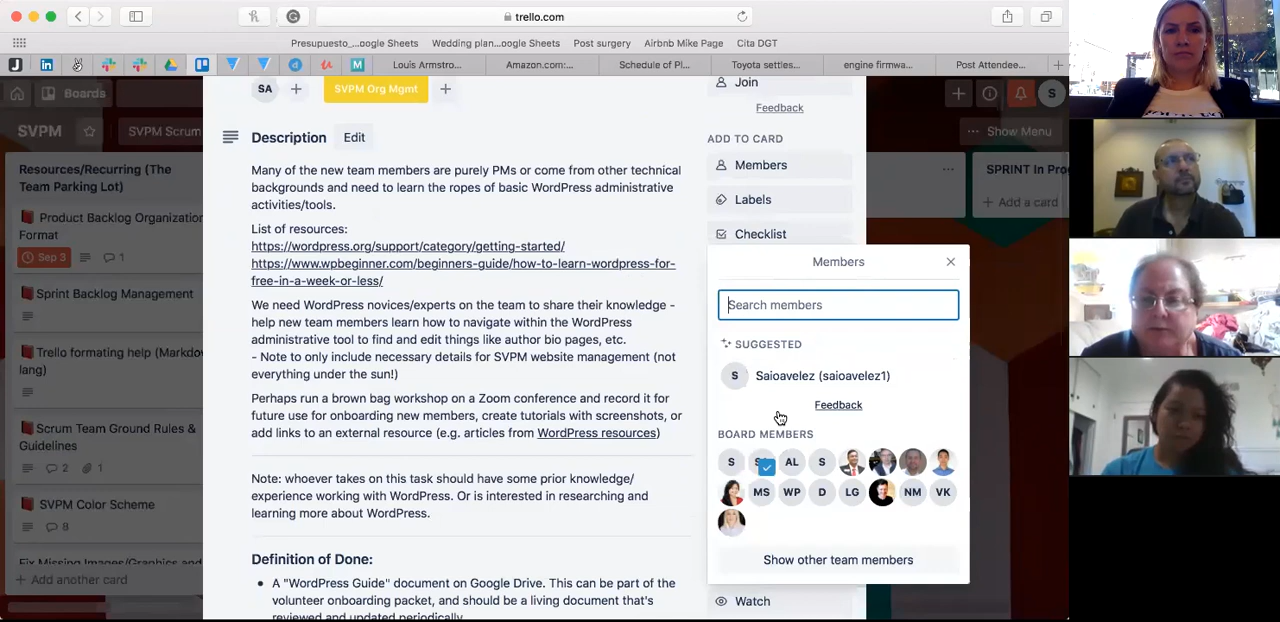 trello.com
Presupuesto_...oogle Sheets
Wedding plan...oogle Sheets
Post surgery
Airbnb Mike Page
Cita DGT
Louis Armstro...
Amazon.com:...
Schedule of Pl...
Toyota settles...
engine firmwa...
Post Attendee...
Boards
S
SVPM
SVPM Scrum
Show Menu
Resources/Recurring (The
Team Parking Lot)
Product Backlog Organization
Format
Sep 3
1
Sprint Backlog Management
Trello formating help (Markdo
lang)
Scrum Team Ground Rules &
Guidelines
2
1
SVPM Color Scheme
8
Fix Missing Images/Graphics and
+ Add another card
SA
+
SVPM Org Mgmt
+
Description
Edit
Many of the new team members are purely PMs or come from other technical
backgrounds and need to learn the ropes of basic WordPress administrative
activities/tools.
List of resources:
https://wordpress.org/support/category/getting-started/
https://www.wpbeginner.com/beginners-guide/how-to-learn-wordpress-for-
free-in-a-week-or-less/
We need WordPress novices/experts on the team to share their knowledge -
help new team members learn how to navigate within the WordPress
administrative tool to find and edit things like author bio pages, etc.
- Note to only include necessary details for SVPM website management (not
everything under the sun!)
Perhaps run a brown bag workshop on a Zoom conference and record it for
future use for onboarding new members, create tutorials with screenshots, or
add links to an external resource (e.g. articles from WordPress resources)
Note: whoever takes on this task should have some prior knowledge/
experience working with WordPress. Or is interested in researching and
learning more about WordPress.
Definition of Done:
A "WordPress Guide" document on Google Drive. This can be part of the
volunteer onboarding packet, and should be a living document that's
reviewed and updated periodically.
Join
Feedback
ADD TO CARD
Members
Labels
Checklist
Members
Search members
SUGGESTED
S
Saioavelez (saioavelez1)
Feedback
BOARD MEMBERS
S
AL
S
MS
WP
D
LG
NM
VK
Show other team members
Watch
SPRINT In Pro
+ Add a card